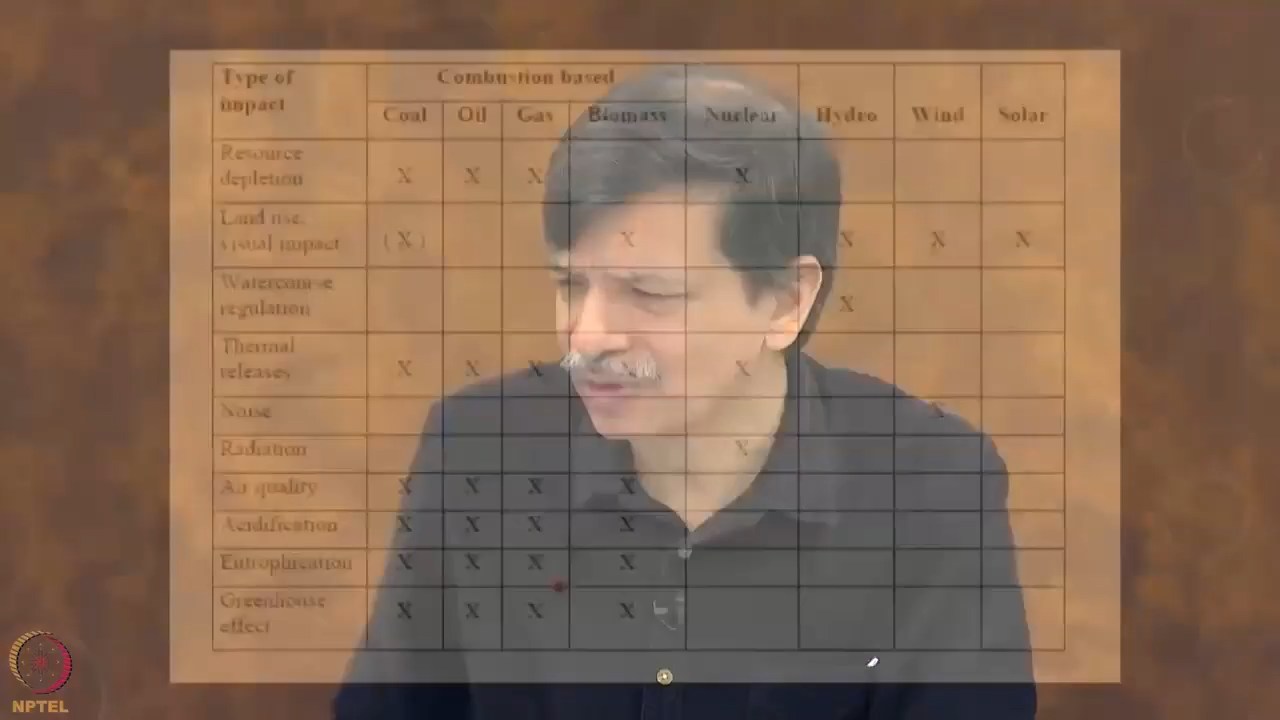 Type of impact Combustion based
Coal Oil Gas Biomass Nuclear Hydro Wind Solar
Resource depletion X X X X
Land use, visual impact ( X ) X X X X
Watercourse regulation X
Thermal releases X X X X X
Noise X
Radiation X
Air quality X X X X
Acidification X X X X
Eutrophication X X X X
Greenhouse effect X X X X
NPTEL